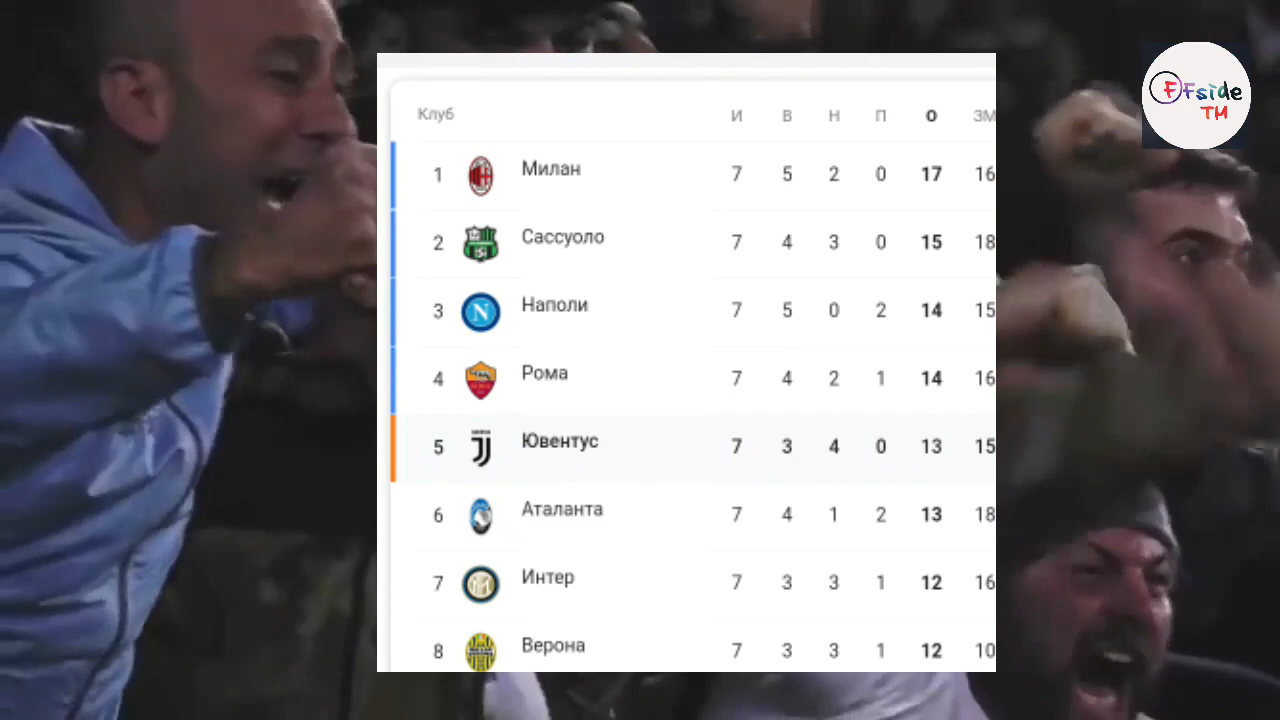 FFside
TM
Клуб И В Н П О ЗМ
1 Милан 7 5 2 0 17 16
2 Сассуоло 7 4 3 0 15 18
3 Наполи 7 5 0 2 14 15
4 Рома 7 4 2 1 14 16
5 Ювентус 7 3 4 0 13 15
6 Аталанта 7 4 1 2 13 18
7 Интер 7 3 3 1 12 16
8 Верона 7 3 3 1 12 10